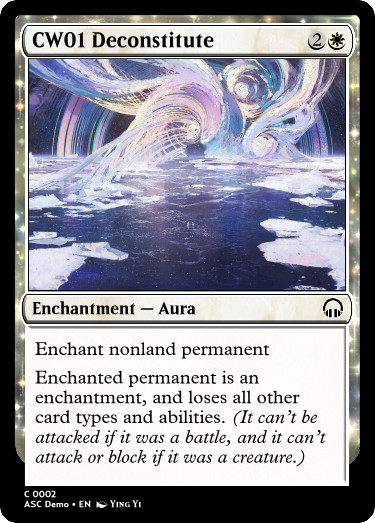 CW01 Deconstitute 2
Enchantment — Aura
Enchant nonland permanent
Enchanted permanent is an
enchantment, and loses all other
card types and abilities. (It can't be
attacked if it was a battle, and it can't
attack or block if it was a creature.)
C 0002
ASC Demo • EN Ying Yi